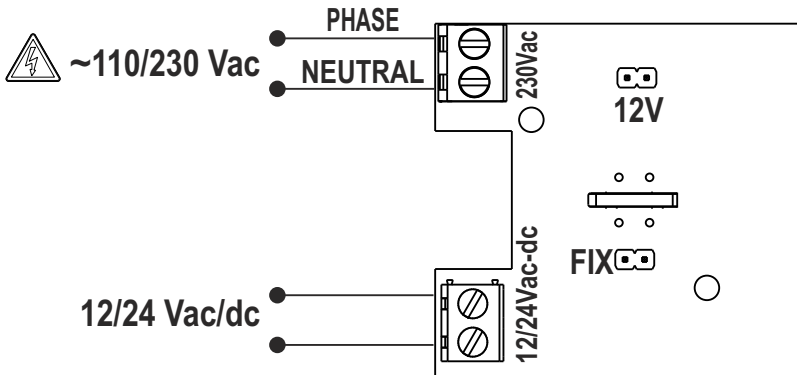 PHASE
~110/230 Vac
NEUTRAL
230Vac
12V
FIX
12/24 Vac/dc
12/24Vac-dc